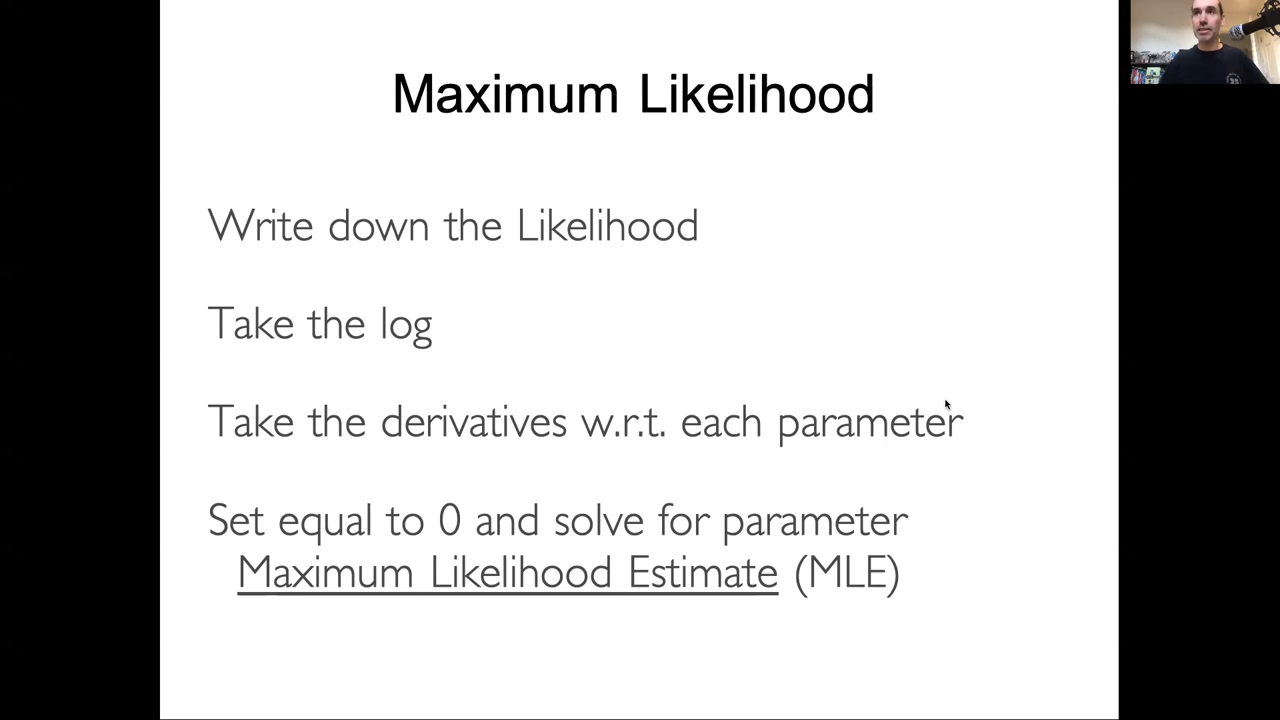 Maximum Likelihood
Write down the Likelihood
Take the log
Take the derivatives w.r.t. each parameter
Set equal to 0 and solve for parameter
Maximum Likelihood Estimate (MLE)